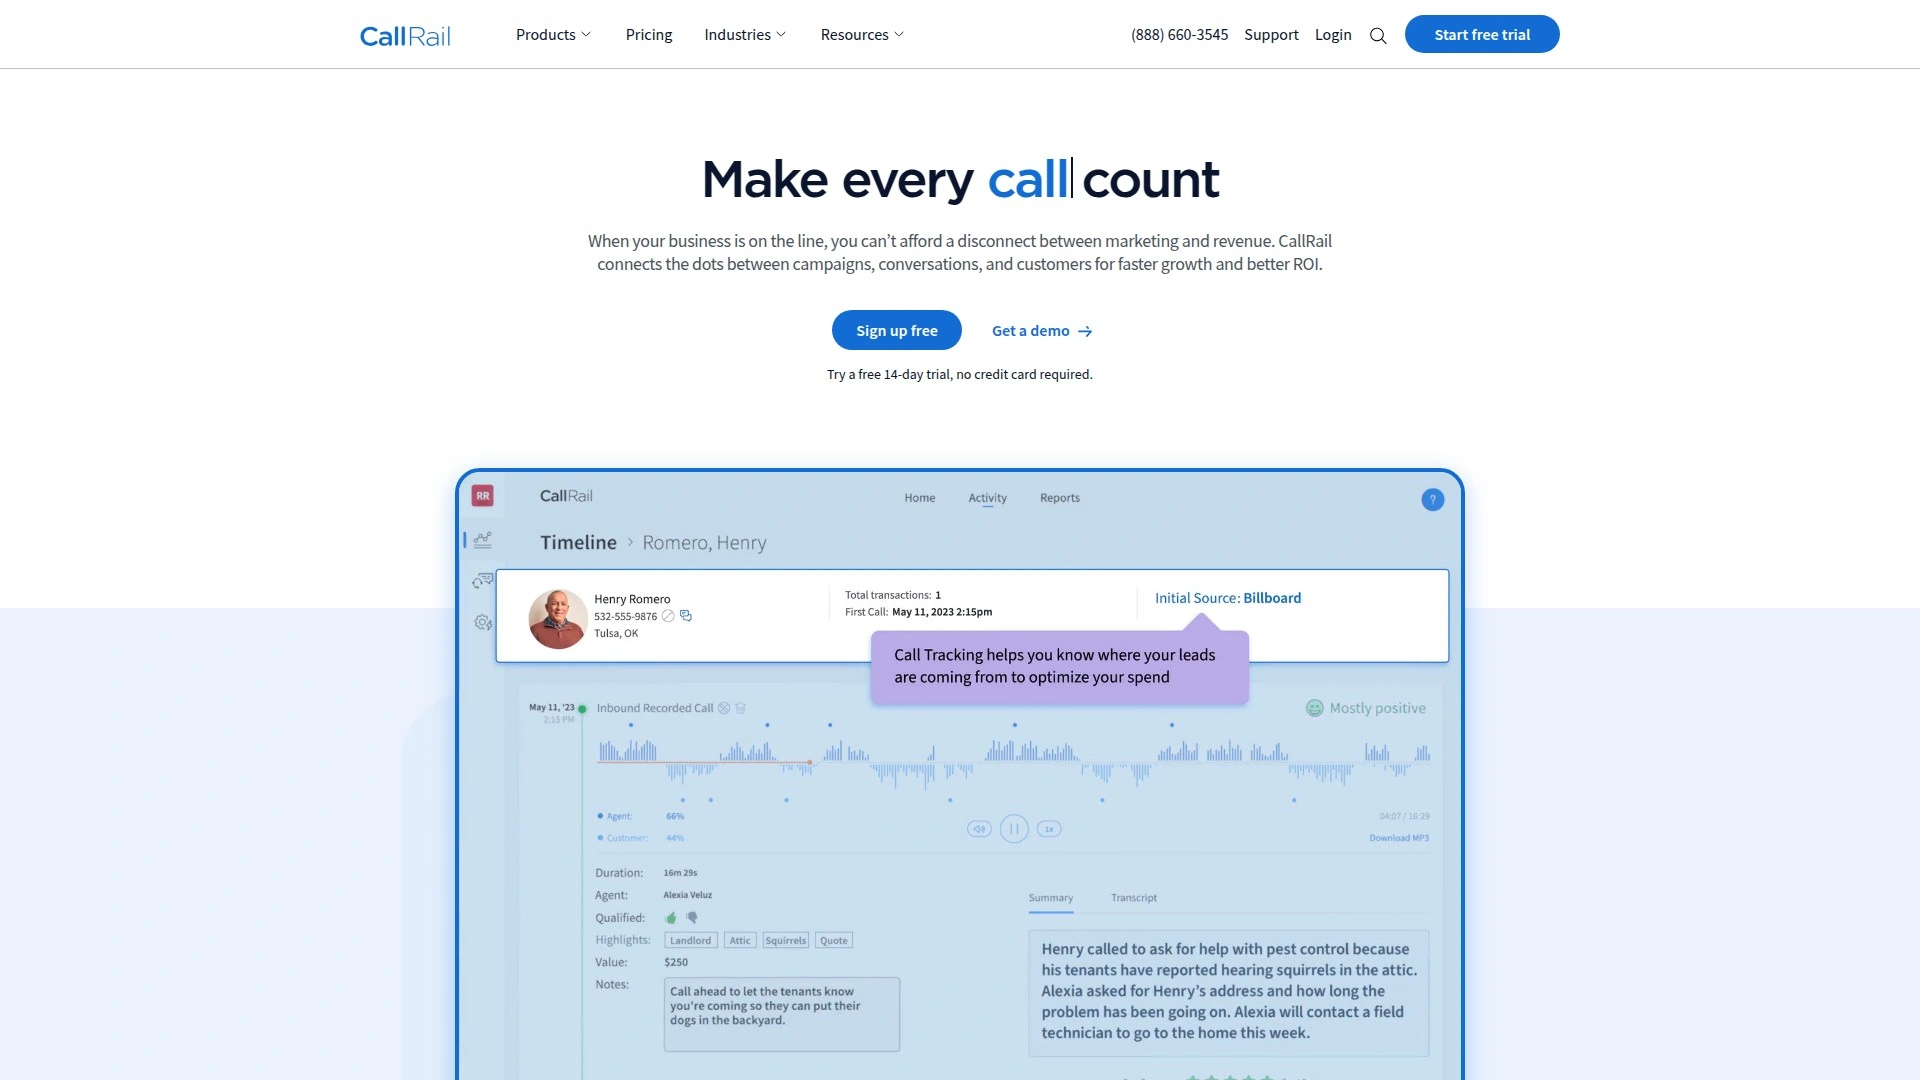 CallRail
Products
Pricing
Industries
Resources
(888) 660-3545
Support
Login
Start free trial
Make every call count
When your business is on the line, you can’t afford a disconnect between marketing and revenue. CallRail
connects the dots between campaigns, conversations, and customers for faster growth and better ROI.
Sign up free
Get a demo
Try a free 14-day trial, no credit card required.
RR
CallRail
Home
Activity
Reports
?
Timeline
Romero, Henry
Henry Romero
532-555-9876
Tulsa, OK
Total transactions: 1
First Call: May 11, 2023 2:15pm
Initial Source: Billboard
Call Tracking helps you know where your leads
are coming from to optimize your spend
May 11, '23
2:15 PM
Inbound Recorded Call
Mostly positive
Agent: 66%
Customer: 44%
1x
04:07 / 16:29
Download MP3
Duration: 16m 29s
Agent: Alexia Veluz
Qualified:
Highlights: Landlord Attic Squirrels Quote
Value: $250
Notes:
Call ahead to let the tenants know
you're coming so they can put their
dogs in the backyard.
Summary
Transcript
Henry called to ask for help with pest control because
his tenants have reported hearing squirrels in the attic.
Alexia asked for Henry’s address and how long the
problem has been going on. Alexia will contact a field
technician to go to the home this week.